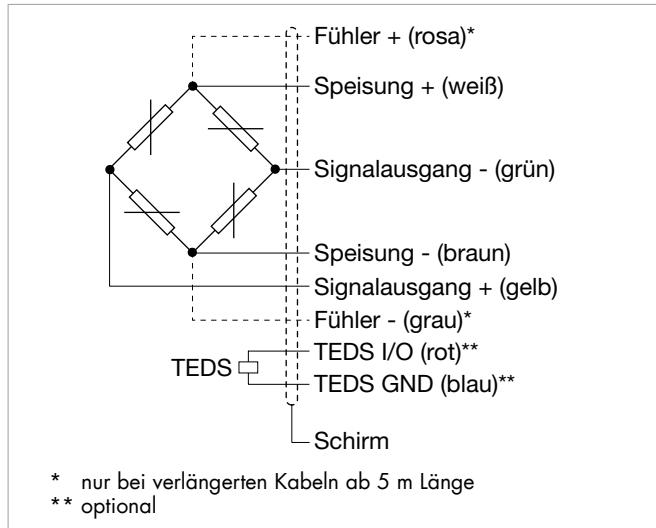 Fühler + (rosa)*
Speisung + (weiß)
Signalausgang - (grün)
Speisung - (braun)
Signalausgang + (gelb)
Fühler - (grau)*
TEDS I/O (rot)**
TEDS
TEDS GND (blau)**
Schirm
* nur bei verlängerten Kabeln ab 5 m Länge
** optional